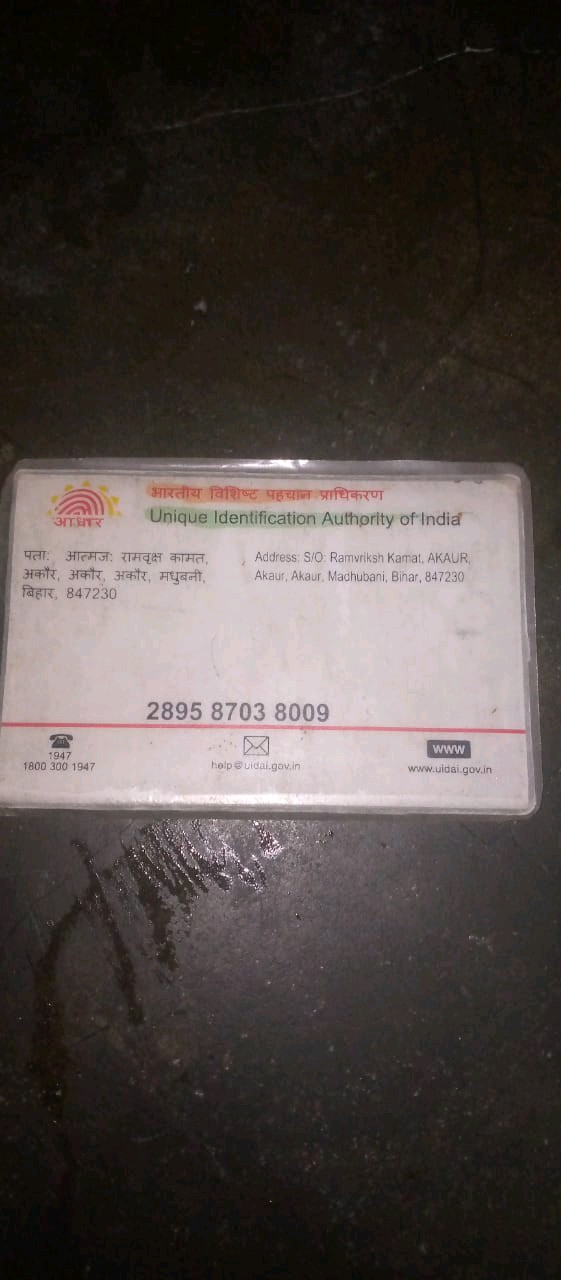 आधार
भारतीय विशिष्ट पहचान प्राधिकरण
Unique Identification Authority of India
पता: आत्मज: रामवृक्ष कामत,
अकौर, अकौर, अकौर, मधुबनी,
बिहार, 847230
Address: S/O: Ramvriksh Kamat, AKAUR,
Akaur, Akaur, Madhubani, Bihar, 847230
2895 8703 8009
1947
1800 300 1947
help@uidai.gov.in
www
www.uidai.gov.in